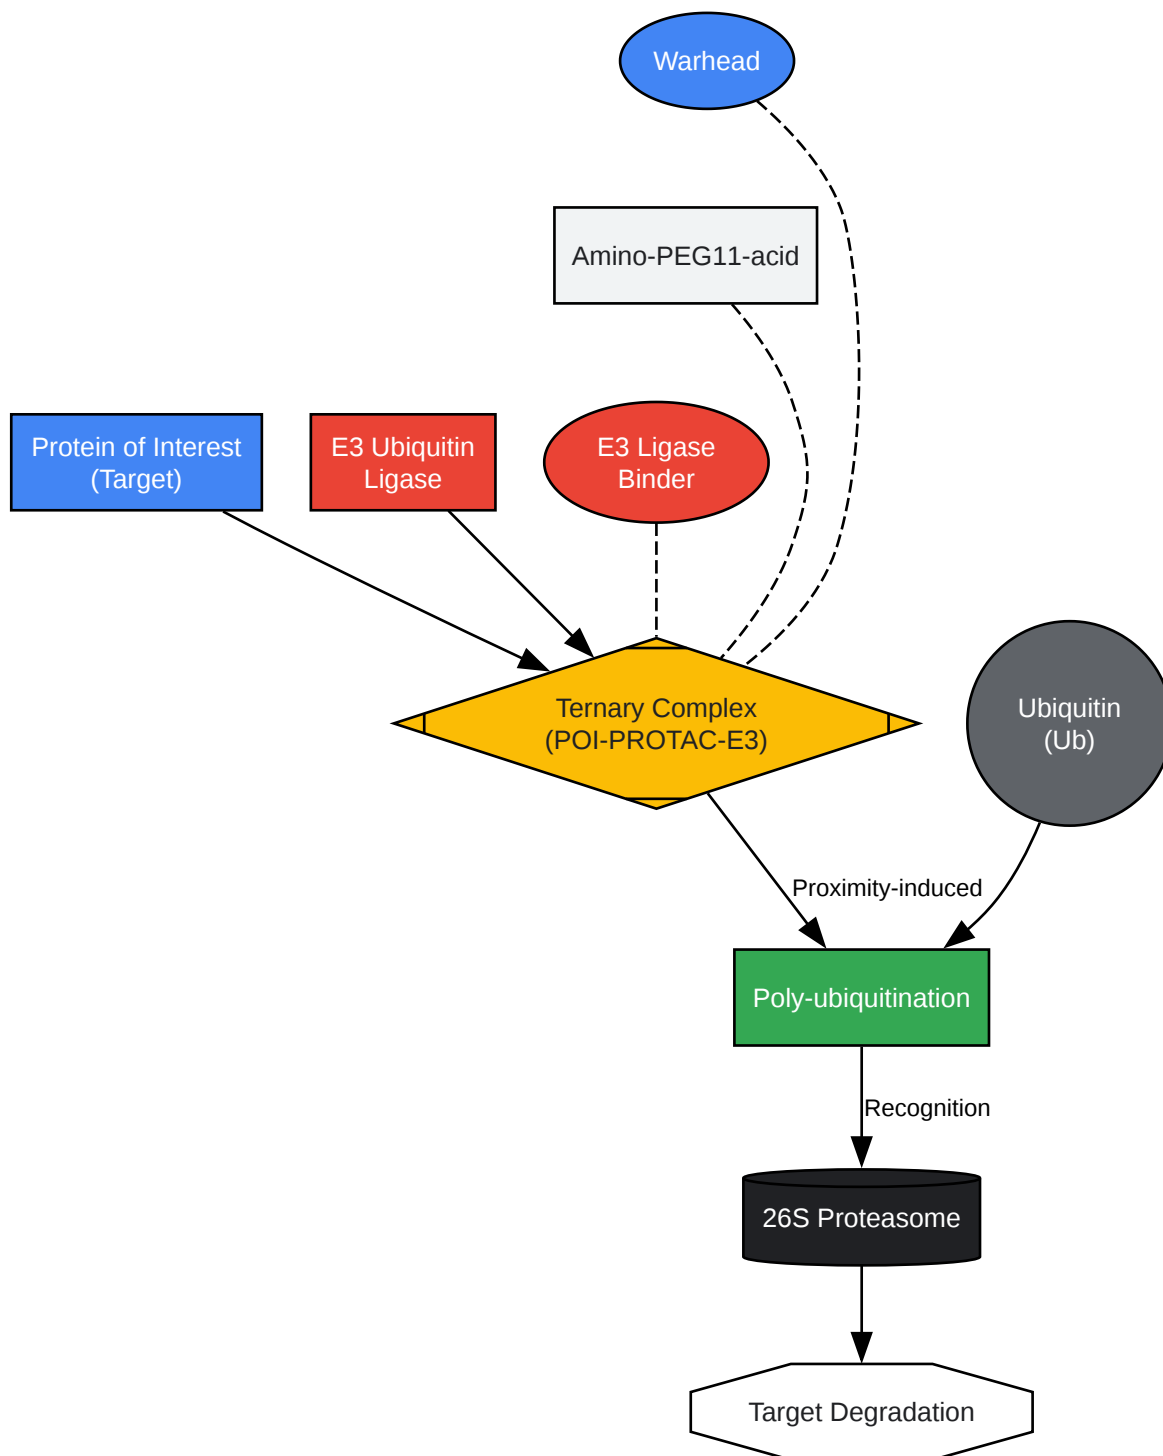 Warhead
Amino-PEG11-acid
Protein of Interest
(Target)
E3 Ubiquitin
Ligase
E3 Ligase
Binder
Ternary Complex
(POI-PROTAC-E3)
Ubiquitin
(Ub)
Proximity-induced
Poly-ubiquitination
Recognition
26S Proteasome
Target Degradation